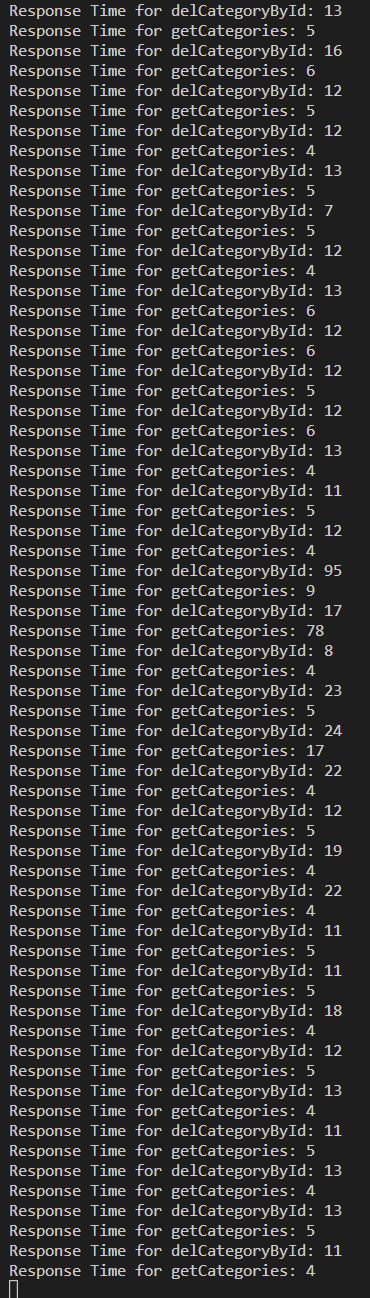 Response Time for delCategoryById: 13
Response Time for getCategories: 5
Response Time for delCategoryById: 16
Response Time for getCategories: 6
Response Time for delCategoryById: 12
Response Time for getCategories: 5
Response Time for delCategoryById: 12
Response Time for getCategories: 4
Response Time for delCategoryById: 13
Response Time for getCategories: 5
Response Time for delCategoryById: 7
Response Time for getCategories: 5
Response Time for delCategoryById: 12
Response Time for getCategories: 4
Response Time for delCategoryById: 13
Response Time for getCategories: 6
Response Time for delCategoryById: 12
Response Time for getCategories: 6
Response Time for delCategoryById: 12
Response Time for getCategories: 5
Response Time for delCategoryById: 12
Response Time for getCategories: 6
Response Time for delCategoryById: 13
Response Time for getCategories: 4
Response Time for delCategoryById: 11
Response Time for getCategories: 5
Response Time for delCategoryById: 12
Response Time for getCategories: 4
Response Time for delCategoryById: 95
Response Time for getCategories: 9
Response Time for delCategoryById: 17
Response Time for getCategories: 78
Response Time for delCategoryById: 8
Response Time for getCategories: 4
Response Time for delCategoryById: 23
Response Time for getCategories: 5
Response Time for delCategoryById: 24
Response Time for getCategories: 17
Response Time for delCategoryById: 22
Response Time for getCategories: 4
Response Time for delCategoryById: 12
Response Time for getCategories: 5
Response Time for delCategoryById: 19
Response Time for getCategories: 4
Response Time for delCategoryById: 22
Response Time for getCategories: 4
Response Time for delCategoryById: 11
Response Time for getCategories: 5
Response Time for delCategoryById: 11
Response Time for getCategories: 5
Response Time for delCategoryById: 18
Response Time for getCategories: 4
Response Time for delCategoryById: 12
Response Time for getCategories: 5
Response Time for delCategoryById: 13
Response Time for getCategories: 4
Response Time for delCategoryById: 11
Response Time for getCategories: 5
Response Time for delCategoryById: 13
Response Time for getCategories: 4
Response Time for delCategoryById: 13
Response Time for getCategories: 5
Response Time for delCategoryById: 11
Response Time for getCategories: 4